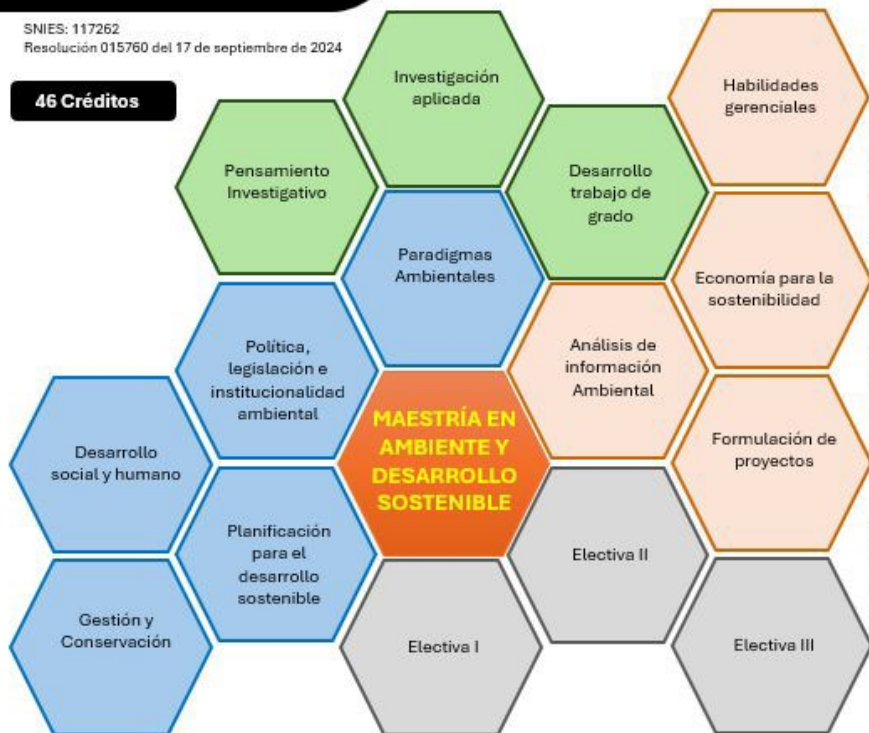 SNIES: 117262
Resolución 015760 del 17 de septiembre de 2024
46 Créditos
Investigación
aplicada
Habilidades
gerenciales
Pensamiento
Investigativo
Desarrollo
trabajo de
grado
Paradigmas
Ambientales
Economía para la
sostenibilidad
Política,
legislación e
institucionalidad
ambiental
Análisis de
información
Ambiental
MAESTRÍA EN
AMBIENTE Y
DESARROLLO
SOSTENIBLE
Desarrollo
social y humano
Formulación de
proyectos
Planificación
para el
desarrollo
sostenible
Electiva II
Gestión y
Conservación
Electiva I
Electiva III